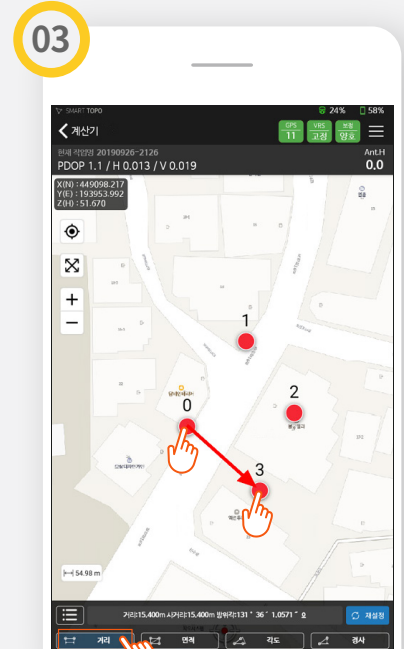 03
SMART TOPO
24%
58%
계산기
GPS
11
VRS
고정
보정
양호
현재 작업명 20190926-2126
Ant.H
PDOP 1.1 / H 0.013 / V 0.019
0.0
X(N) :449098.217
Y(E) :193953.992
Z(H) :51.670
+
−
1
2
0
3
54.98 m
거리:15.400m 사거리:15.400m 방위각:131 ° 36 ´ 1.0571 ˝ 0
재설정
거리
면적
각도
경사